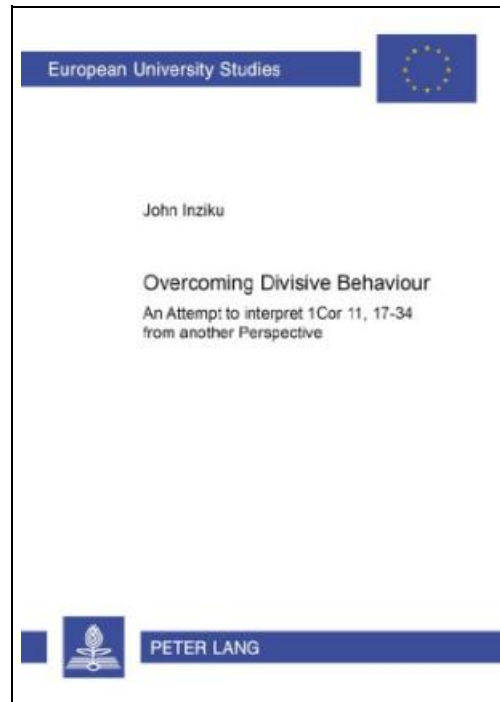 European University Studies
John Inziku
Overcoming Divisive Behaviour
An Attempt to interpret 1Cor 11, 17-34
from another Perspective
PETER LANG